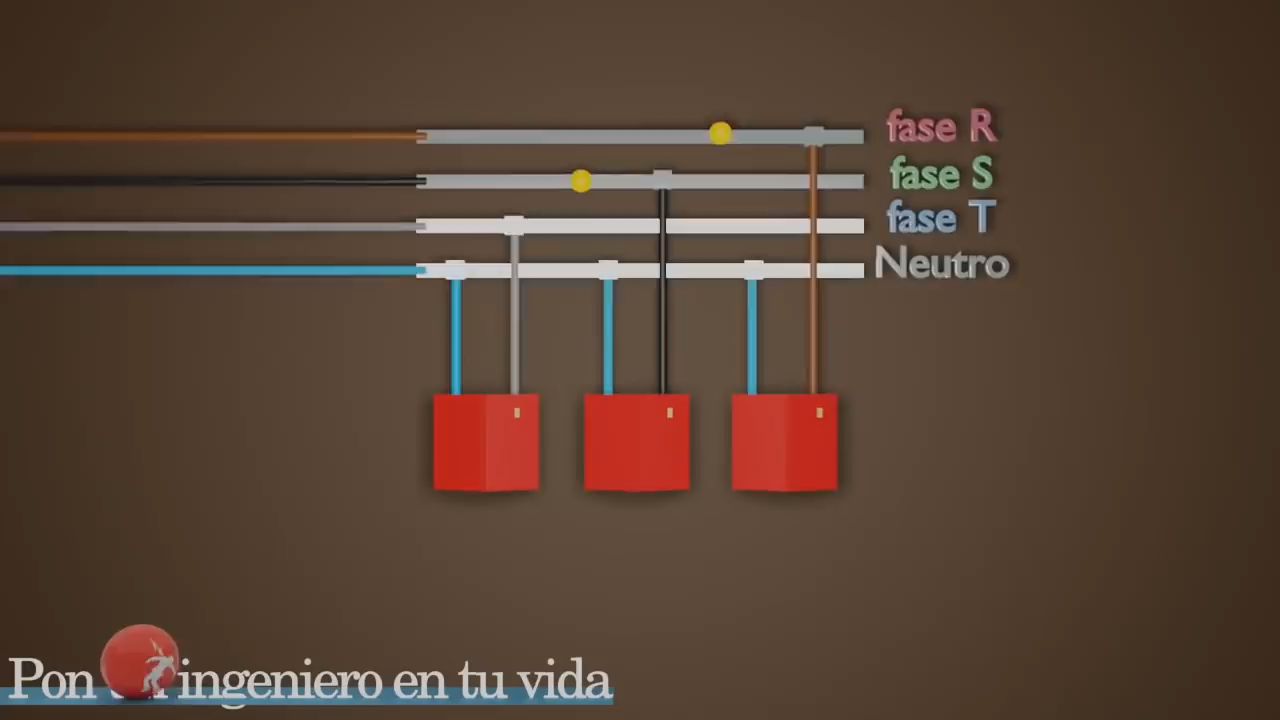 fase R
fase S
fase T
Neutro
Pon ingeniero en tu vida